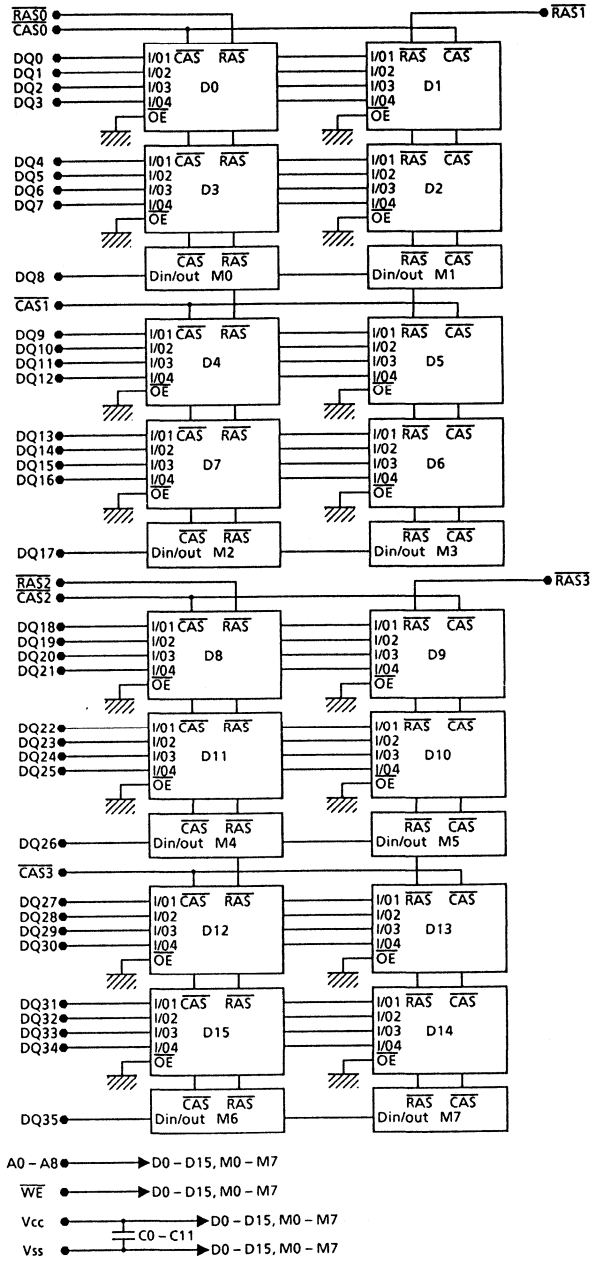 RAS0 RAS1
CAS0
DQ0 I/01 CAS RAS I/01 RAS CAS
DQ1 I/02 I/02
DQ2 I/03 D0 I/03 D1
DQ3 I/04 I/04
OE OE
DQ4 I/01 CAS RAS I/01 RAS CAS
DQ5 I/02 I/02
DQ6 I/03 D3 I/03 D2
DQ7 I/04 I/04
OE OE
CAS RAS RAS CAS
DQ8 Din/out M0 Din/out M1
CAS1
DQ9 I/01 CAS RAS I/01 RAS CAS
DQ10 I/02 I/02
DQ11 I/03 D4 I/03 D5
DQ12 I/04 I/04
OE OE
DQ13 I/01 CAS RAS I/01 RAS CAS
DQ14 I/02 I/02
DQ15 I/03 D7 I/03 D6
DQ16 I/04 I/04
OE OE
CAS RAS RAS CAS
DQ17 Din/out M2 Din/out M3
RAS2 RAS3
CAS2
DQ18 I/01 CAS RAS I/01 RAS CAS
DQ19 I/02 I/02
DQ20 I/03 D8 I/03 D9
DQ21 I/04 I/04
OE OE
DQ22 I/01 CAS RAS I/01 RAS CAS
DQ23 I/02 I/02
DQ24 I/03 D11 I/03 D10
DQ25 I/04 I/04
OE OE
CAS RAS RAS CAS
DQ26 Din/out M4 Din/out M5
CAS3
DQ27 I/01 CAS RAS I/01 RAS CAS
DQ28 I/02 I/02
DQ29 I/03 D12 I/03 D13
DQ30 I/04 I/04
OE OE
DQ31 I/01 CAS RAS I/01 RAS CAS
DQ32 I/02 I/02
DQ33 I/03 D15 I/03 D14
DQ34 I/04 I/04
OE OE
CAS RAS RAS CAS
DQ35 Din/out M6 Din/out M7
A0 – A8 D0 – D15, M0 – M7
WE D0 – D15, M0 – M7
Vcc D0 – D15, M0 – M7
C0 – C11
Vss D0 – D15, M0 – M7